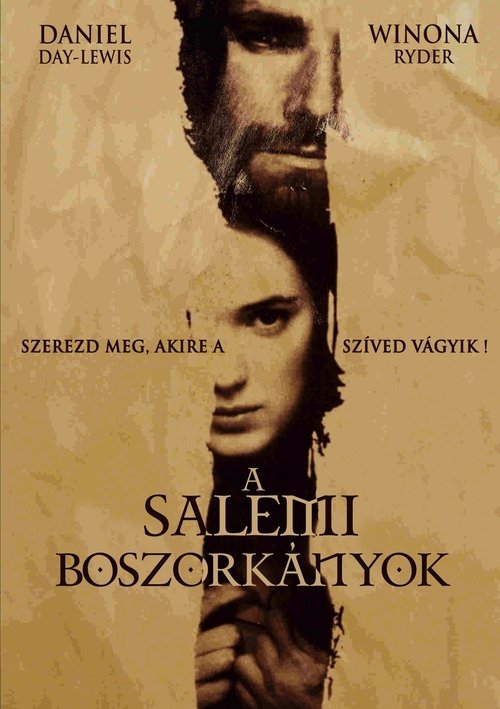 DANIEL
DAY-LEWIS
WINONA
RYDER
SZEREZD MEG, AKIRE A SZÍVED VÁGYIK !
A
SALEMI
BOSZORKÁNYOK